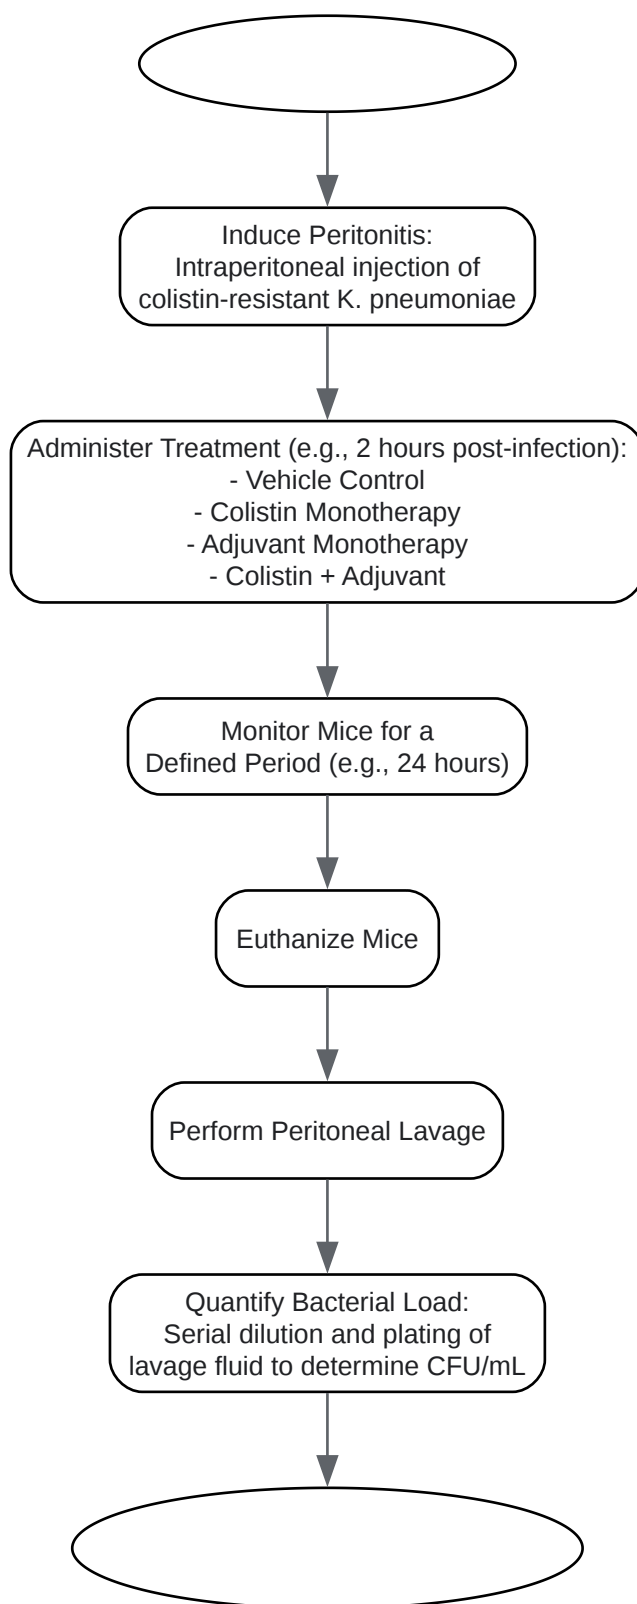 Induce Peritonitis:
Intraperitoneal injection of
colistin-resistant K. pneumoniae
Administer Treatment (e.g., 2 hours post-infection):
- Vehicle Control
- Colistin Monotherapy
- Adjuvant Monotherapy
- Colistin + Adjuvant
Monitor Mice for a
Defined Period (e.g., 24 hours)
Euthanize Mice
Perform Peritoneal Lavage
Quantify Bacterial Load:
Serial dilution and plating of
lavage fluid to determine CFU/mL